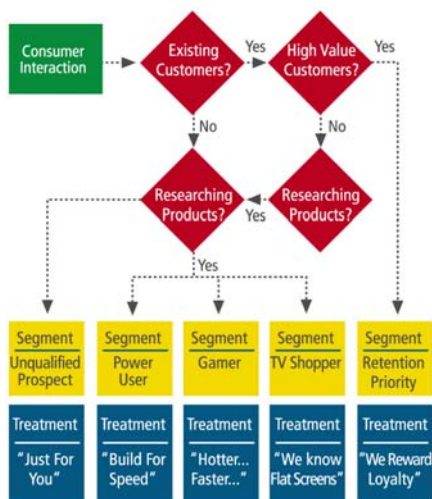 Consumer
Interaction
Existing
Customers?
Yes
High Value
Customers?
Yes
No
No
Researching
Products?
Yes
Researching
Products?
Yes
Segment
Unqualified
Prospect
Segment
Power
User
Segment
Gamer
Segment
TV Shopper
Segment
Retention
Priority
Treatment
"Just For
You"
Treatment
"Build For
Speed"
Treatment
"Hotter...
Faster..."
Treatment
"We know
Flat Screens"
Treatment
"We Reward
Loyalty"